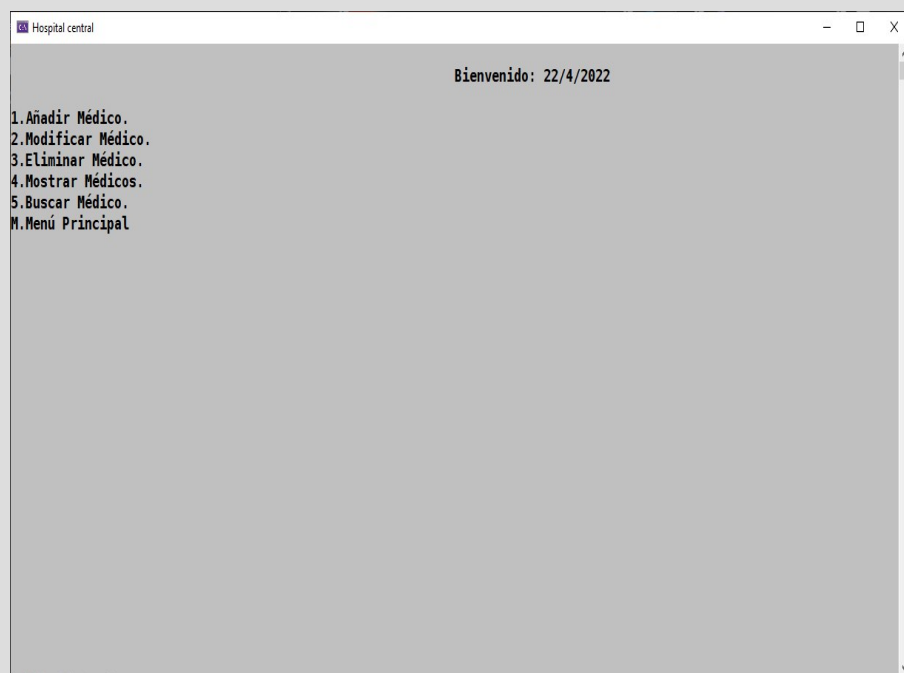 Hospital central
Bienvenido: 22/4/2022
1.Añadir Médico.
2.Modificar Médico.
3.Eliminar Médico.
4.Mostrar Médicos.
5.Buscar Médico.
M.Menú Principal